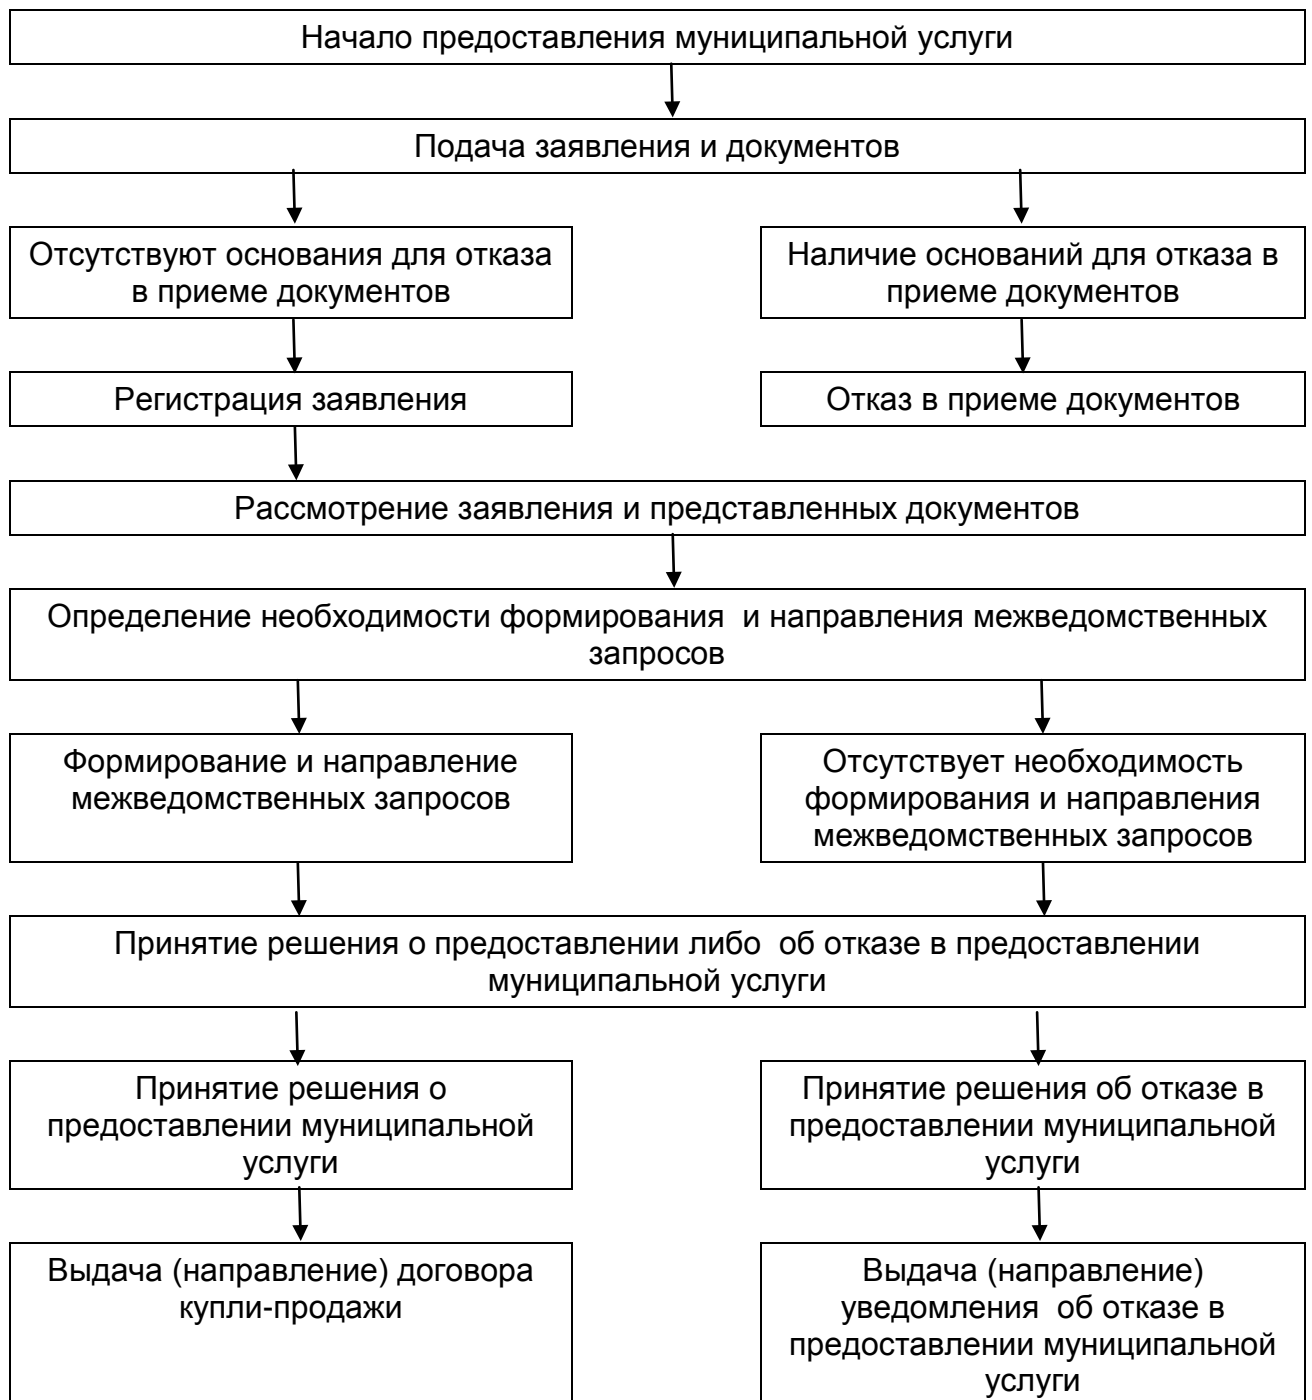 Начало предоставления муниципальной услуги
Подача заявления и документов
Отсутствуют основания для отказа
в приеме документов
Наличие оснований для отказа в
приеме документов
Регистрация заявления
Отказ в приеме документов
Рассмотрение заявления и представленных документов
Определение необходимости формирования  и направления межведомственных
запросов
Формирование и направление
межведомственных запросов
Отсутствует необходимость
формирования и направления
межведомственных запросов
Принятие решения о предоставлении либо  об отказе в предоставлении
муниципальной услуги
Принятие решения о
предоставлении муниципальной
услуги
Принятие решения об отказе в
предоставлении муниципальной
услуги
Выдача (направление) договора
купли-продажи
Выдача (направление)
уведомления  об отказе в
предоставлении муниципальной
услуги